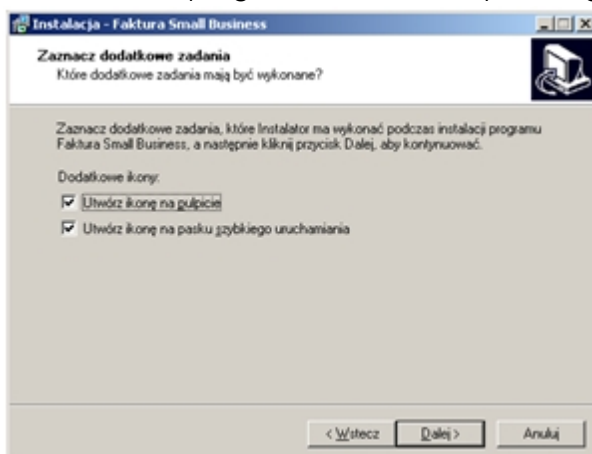 Instalacja - Faktura Small Business
Zaznacz dodatkowe zadania
Które dodatkowe zadania mają być wykonane?
Zaznacz dodatkowe zadania, które Instalator ma wykonać podczas instalacji programu
Faktura Small Business, a następnie kliknij przycisk Dalej, aby kontynuować.
Dodatkowe ikony:
Utwórz ikonę na pulpicie
Utwórz ikonę na pasku szybkiego uruchamiania
< Wstecz
Dalej >
Anuluj